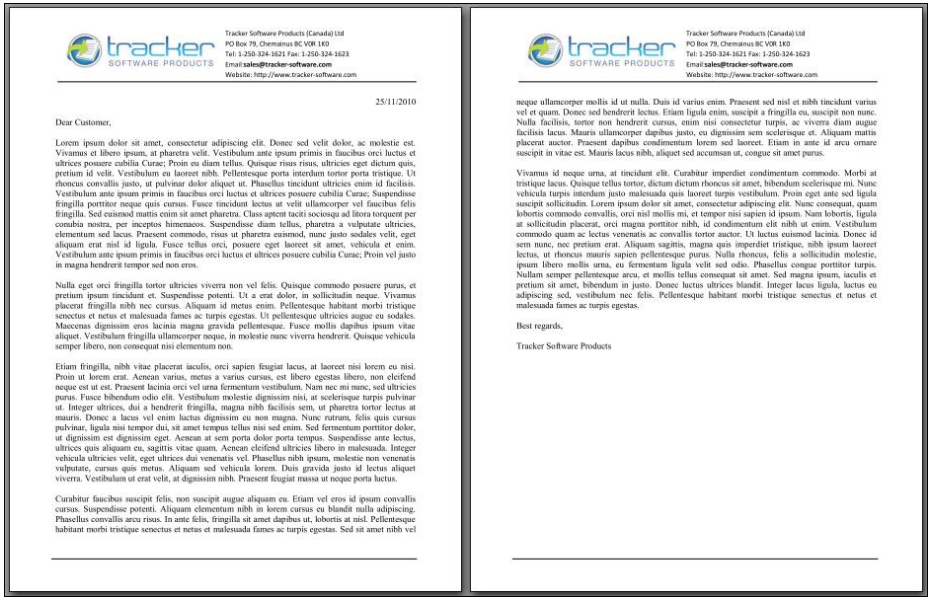 tracker
SOFTWARE PRODUCTS
Tracker Software Products (Canada) Ltd
PO Box 79, Chemainus BC V0R 1K0
Tel: 1-250-324-1621 Fax: 1-250-324-1623
Email:sales@tracker-software.com
Website: http://www.tracker-software.com
25/11/2010
Dear Customer,
Lorem ipsum dolor sit amet, consectetur adipiscing elit. Donec sed velit dolor, ac molestie est.
Vivamus et libero ipsum, at pharetra velit. Vestibulum ante ipsum primis in faucibus orci luctus et
ultrices posuere cubilia Curae; Proin eu diam tellus. Quisque risus risus, ultricies eget dictum quis,
pretium id velit. Vestibulum eu laoreet nibh. Pellentesque porta interdum tortor porta tristique. Ut
rhoncus convallis justo, ut pulvinar dolor aliquet ut. Phasellus tincidunt ultricies enim id facilisis.
Vestibulum ante ipsum primis in faucibus orci luctus et ultrices posuere cubilia Curae; Suspendisse
fringilla porttitor neque quis cursus. Fusce tincidunt lectus ut velit ullamcorper vel faucibus felis
fringilla. Sed euismod mattis enim sit amet pharetra. Class aptent taciti sociosqu ad litora torquent per
conubia nostra, per inceptos himenaeos. Suspendisse diam tellus, pharetra a vulputate ultricies,
elementum sed lacus. Praesent commodo, risus ut pharetra euismod, nunc justo sodales velit, eget
aliquam erat nisl id ligula. Fusce tellus orci, posuere eget laoreet sit amet, vehicula et enim.
Vestibulum ante ipsum primis in faucibus orci luctus et ultrices posuere cubilia Curae; Proin vel justo
in magna hendrerit tempor sed non eros.
Nulla eget orci fringilla tortor ultricies viverra non vel felis. Quisque commodo posuere purus, et
pretium ipsum tincidunt et. Suspendisse potenti. Ut a erat dolor, in sollicitudin neque. Vivamus
placerat fringilla nibh nec cursus. Aliquam id metus enim. Pellentesque habitant morbi tristique
senectus et netus et malesuada fames ac turpis egestas. Ut pellentesque ultricies augue eu sodales.
Maecenas dignissim eros lacinia magna gravida pellentesque. Fusce mollis dapibus ipsum vitae
aliquet. Vestibulum fringilla ullamcorper neque, in molestie nunc viverra hendrerit. Quisque vehicula
semper libero, non consequat nisi elementum non.
Etiam fringilla, nibh vitae placerat iaculis, orci sapien feugiat lacus, at laoreet nisi lorem eu nisi.
Proin ut lorem erat. Aenean varius, metus a varius cursus, est libero egestas libero, non eleifend
neque est ut est. Praesent lacinia orci vel urna fermentum vestibulum. Nam nec mi nunc, sed ultricies
purus. Fusce bibendum odio elit. Vestibulum molestie dignissim nisi, at scelerisque turpis pulvinar
ut. Integer ultrices, dui a hendrerit fringilla, magna nibh facilisis sem, ut pharetra tortor lectus at
mauris. Donec a lacus vel enim luctus dignissim eu non magna. Nunc rutrum, felis quis cursus
pulvinar, ligula nisi tempor dui, sit amet tempus tellus nisi sed enim. Sed fermentum porttitor dolor,
ut dignissim est dignissim eget. Aenean at sem porta dolor porta tempus. Suspendisse ante lectus,
ultrices quis aliquam eu, sagittis vitae quam. Aenean eleifend ultricies libero in malesuada. Integer
vehicula ultricies velit, eget ultrices dui venenatis vel. Phasellus nibh ipsum, molestie non venenatis
vulputate, cursus quis metus. Aliquam sed vehicula lorem. Duis gravida justo id lectus aliquet
viverra. Vestibulum ut erat velit, at dignissim nibh. Praesent feugiat massa ut neque porta luctus.
Curabitur faucibus suscipit felis, non suscipit augue aliquam eu. Etiam vel eros id ipsum convallis
cursus. Suspendisse potenti. Aliquam elementum nibh in lorem cursus eu blandit nulla adipiscing.
Phasellus convallis arcu risus. In ante felis, fringilla sit amet dapibus ut, lobortis at nisl. Pellentesque
habitant morbi tristique senectus et netus et malesuada fames ac turpis egestas. Sed sit amet nibh vel
tracker
SOFTWARE PRODUCTS
Tracker Software Products (Canada) Ltd
PO Box 79, Chemainus BC V0R 1K0
Tel: 1-250-324-1621 Fax: 1-250-324-1623
Email:sales@tracker-software.com
Website: http://www.tracker-software.com
neque ullamcorper mollis id ut nulla. Duis id varius enim. Praesent sed nisl et nibh tincidunt varius
vel et quam. Donec sed hendrerit lectus. Etiam ligula enim, suscipit a fringilla eu, suscipit non nunc.
Nulla facilisis, tortor non hendrerit cursus, enim nisi consectetur turpis, ac viverra diam augue
facilisis lacus. Mauris ullamcorper dapibus justo, eu dignissim sem scelerisque et. Aliquam mattis
placerat auctor. Praesent dapibus condimentum lorem sed laoreet. Etiam in ante id arcu ornare
suscipit in vitae est. Mauris lacus nibh, aliquet sed accumsan ut, congue sit amet purus.
Vivamus id neque urna, at tincidunt elit. Curabitur imperdiet condimentum commodo. Morbi at
tristique lacus. Quisque tellus tortor, dictum dictum rhoncus sit amet, bibendum scelerisque mi. Nunc
vehicula interdum justo malesuada quis laoreet turpis vestibulum. Proin eget ante sed ligula
suscipit sollicitudin. Lorem ipsum dolor sit amet, consectetur adipiscing elit. Nunc consequat, quam
lobortis commodo convallis, orci nisl mollis mi, et tempor nisi sapien id ipsum. Nam lobortis, ligula
at sollicitudin placerat, orci magna porttitor nibh, id condimentum elit nibh ut enim. Vestibulum
commodo quam ac lectus venenatis ac convallis tortor auctor. Ut luctus euismod lacinia. Donec id
sem nunc, nec pretium erat. Aliquam sagittis, magna quis imperdiet tristique, nibh ipsum laoreet
lectus, ut rhoncus mauris sapien pellentesque purus. Nulla rhoncus, felis a sollicitudin molestie,
ipsum libero mollis urna, eu fermentum ligula velit sed odio. Phasellus congue porttitor turpis.
Nullam semper pellentesque arcu, et mollis tellus consequat sit amet. Sed magna ipsum, iaculis et
pretium sit amet, bibendum in justo. Donec luctus ultrices blandit. Integer lacus ligula, luctus eu
adipiscing sed, vestibulum nec felis. Pellentesque habitant morbi tristique senectus et netus et
malesuada fames ac turpis egestas.
Best regards,
Tracker Software Products